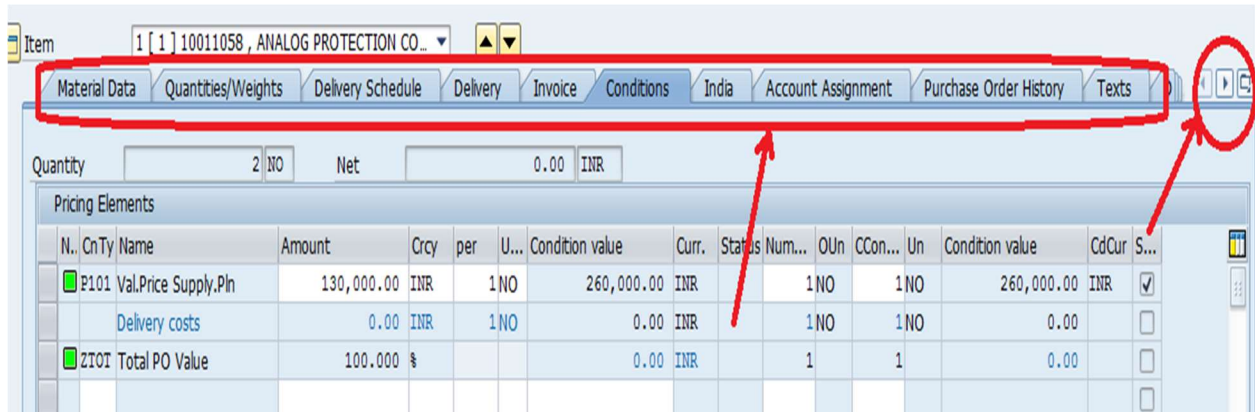 Item 1 [ 1 ] 10011058 , ANALOG PROTECTION CO...
Material Data Quantities/Weights Delivery Schedule Delivery Invoice Conditions India Account Assignment Purchase Order History Texts
Quantity 2 NO Net 0.00 INR
Pricing Elements
N.. CnTy Name Amount Crcy per U... Condition value Curr. Status Num... OUn CCon... Un Condition value CdCur S...
P101 Val.Price Supply.Pln 130,000.00 INR 1 NO 260,000.00 INR 1 NO 1 NO 260,000.00 INR
Delivery costs 0.00 INR 1 NO 0.00 INR 1 NO 1 NO 0.00
ZTOT Total PO Value 100.000 % 0.00 INR 1 1 0.00